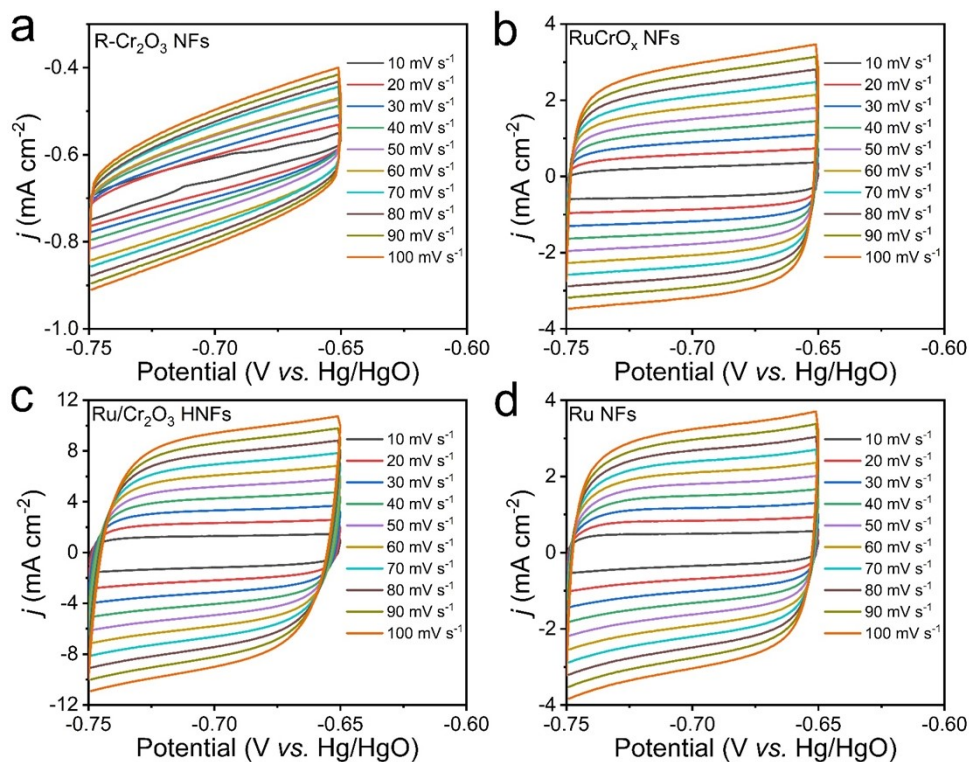 a
R-Cr₂O₃ NFs
10 mV s⁻¹
20 mV s⁻¹
30 mV s⁻¹
40 mV s⁻¹
50 mV s⁻¹
60 mV s⁻¹
70 mV s⁻¹
80 mV s⁻¹
90 mV s⁻¹
100 mV s⁻¹
-0.4
-0.6
-0.8
-1.0
j (mA cm⁻²)
-0.75 -0.70 -0.65 -0.60
Potential (V vs. Hg/HgO)
b
RuCrOₓ NFs
10 mV s⁻¹
20 mV s⁻¹
30 mV s⁻¹
40 mV s⁻¹
50 mV s⁻¹
60 mV s⁻¹
70 mV s⁻¹
80 mV s⁻¹
90 mV s⁻¹
100 mV s⁻¹
4
2
0
-2
-4
j (mA cm⁻²)
-0.75 -0.70 -0.65 -0.60
Potential (V vs. Hg/HgO)
c
Ru/Cr₂O₃ HNFs
10 mV s⁻¹
20 mV s⁻¹
30 mV s⁻¹
40 mV s⁻¹
50 mV s⁻¹
60 mV s⁻¹
70 mV s⁻¹
80 mV s⁻¹
90 mV s⁻¹
100 mV s⁻¹
12
8
4
0
-4
-8
-12
j (mA cm⁻²)
-0.75 -0.70 -0.65 -0.60
Potential (V vs. Hg/HgO)
d
Ru NFs
10 mV s⁻¹
20 mV s⁻¹
30 mV s⁻¹
40 mV s⁻¹
50 mV s⁻¹
60 mV s⁻¹
70 mV s⁻¹
80 mV s⁻¹
90 mV s⁻¹
100 mV s⁻¹
4
2
0
-2
-4
j (mA cm⁻²)
-0.75 -0.70 -0.65 -0.60
Potential (V vs. Hg/HgO)